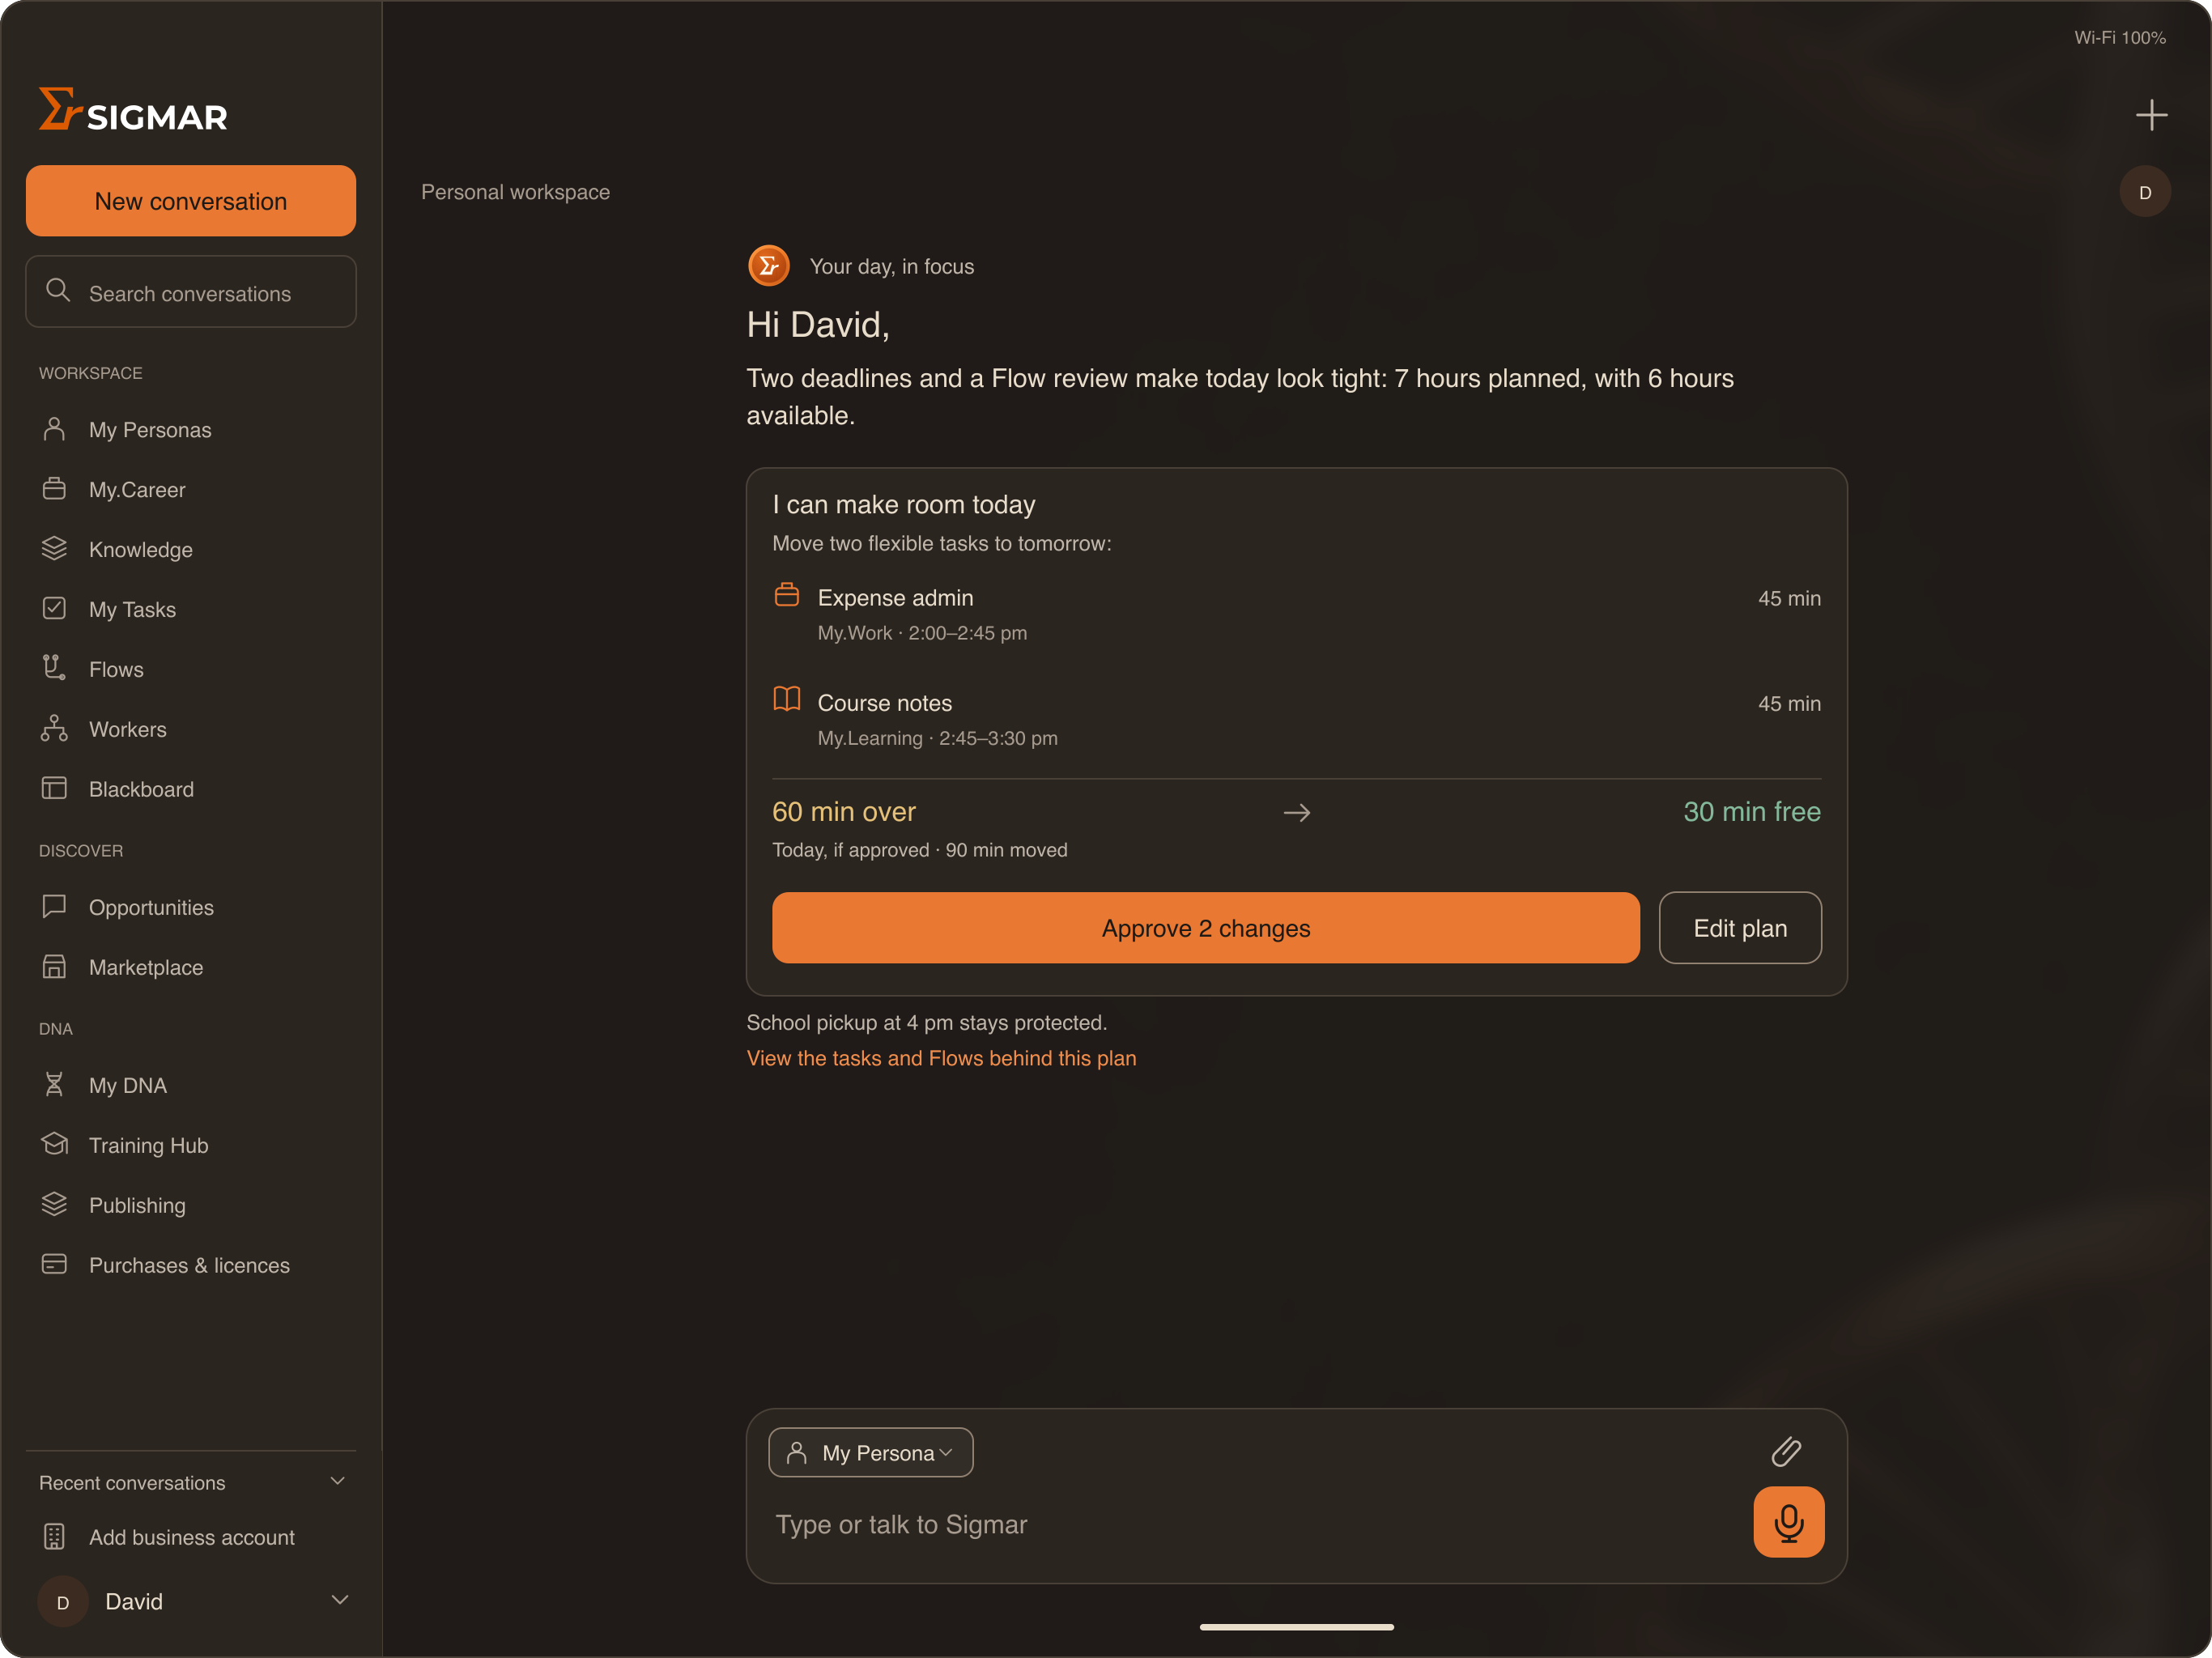 Wi-Fi 100%
Σr SIGMAR
New conversation
Search conversations
WORKSPACE
My Personas
My.Career
Knowledge
My Tasks
Flows
Workers
Blackboard
DISCOVER
Opportunities
Marketplace
DNA
My DNA
Training Hub
Publishing
Purchases & licences
Recent conversations
Add business account
D David
Personal workspace
D
Σr Your day, in focus
Hi David,
Two deadlines and a Flow review make today look tight: 7 hours planned, with 6 hours
available.
I can make room today
Move two flexible tasks to tomorrow:
Expense admin 45 min
My.Work · 2:00–2:45 pm
Course notes 45 min
My.Learning · 2:45–3:30 pm
60 min over → 30 min free
Today, if approved · 90 min moved
Approve 2 changes Edit plan
School pickup at 4 pm stays protected.
View the tasks and Flows behind this plan
My Persona
Type or talk to Sigmar